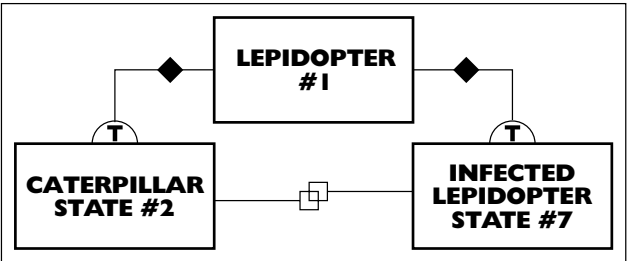 LEPIDOPTER
#1
T
T
CATERPILLAR
STATE #2
INFECTED
LEPIDOPTER
STATE #7